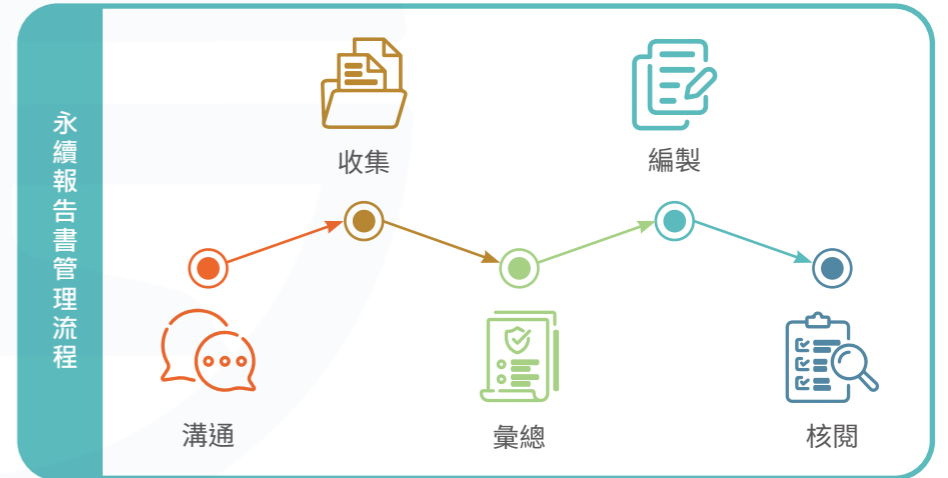 永續報告書管理流程
收集
編製
溝通
彙總
核閱